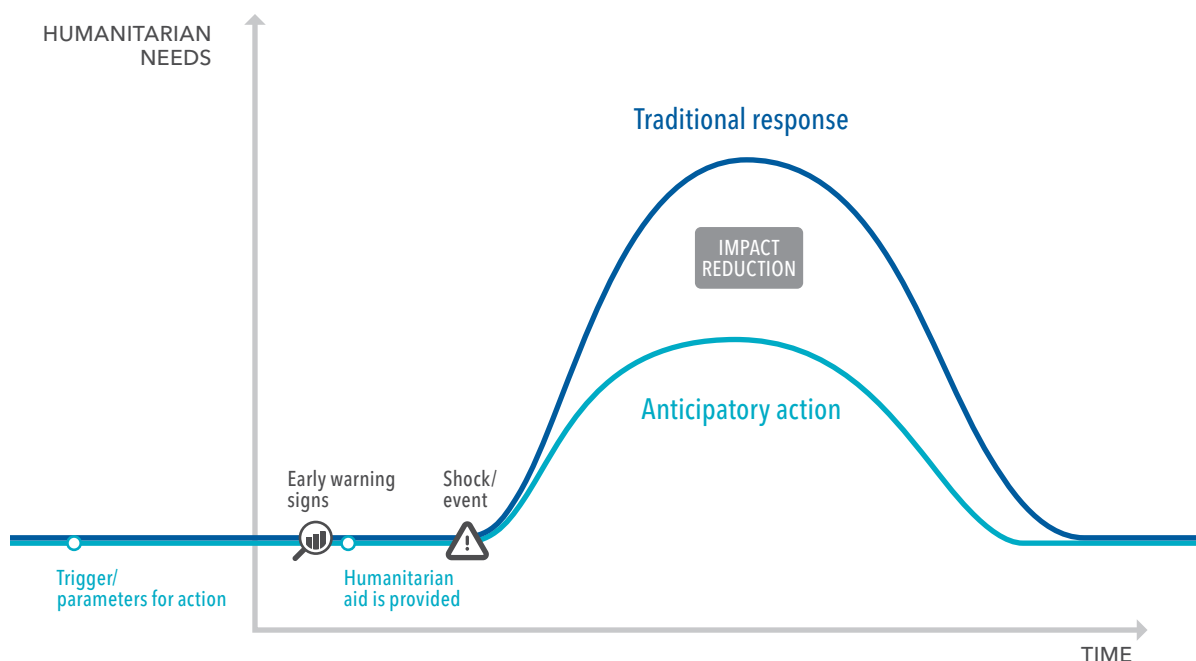 HUMANITARIAN
NEEDS
Traditional response
IMPACT
REDUCTION
Anticipatory action
Early warning
signs
Shock/
event
Trigger/
parameters for action
Humanitarian
aid is provided
TIME